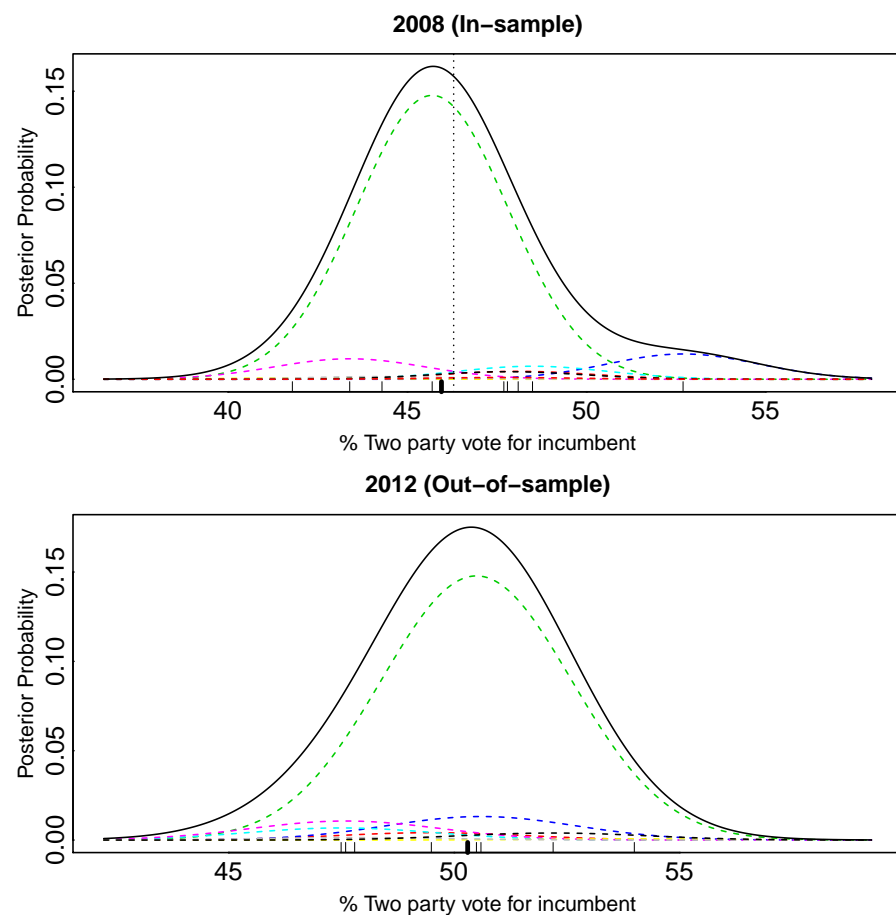 2008 (In−sample)
Posterior Probability
0.00 0.05 0.10 0.15
40 45 50 55
% Two party vote for incumbent
2012 (Out−of−sample)
Posterior Probability
0.00 0.05 0.10 0.15
45 50 55
% Two party vote for incumbent